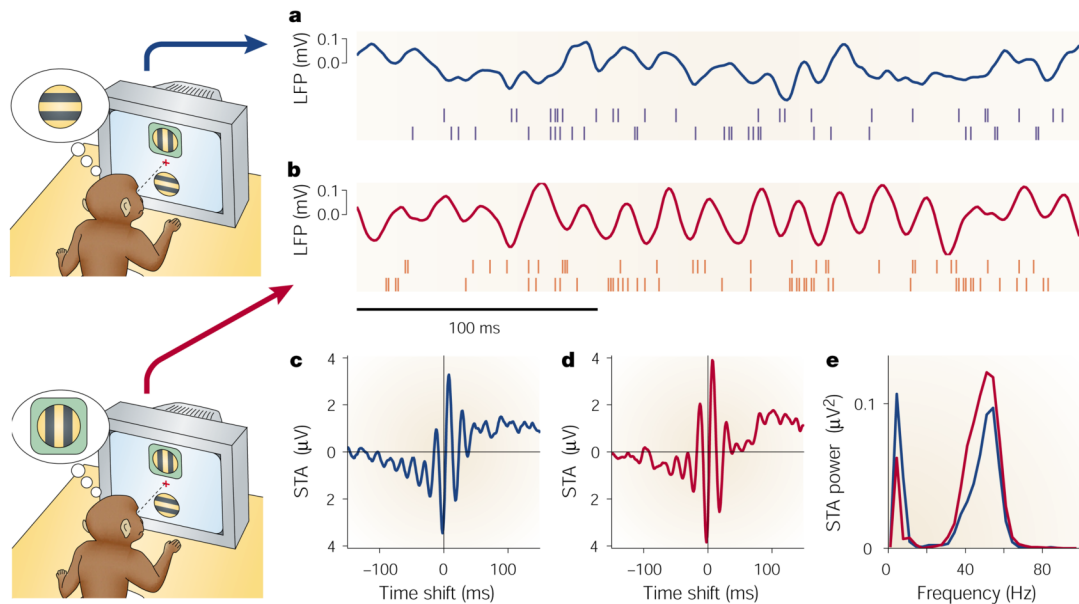 a
LFP (mV)
0.1
0.0
b
LFP (mV)
0.1
0.0
100 ms
c
STA (μV)
4
2
0
2
4
–100
0
100
Time shift (ms)
d
STA (μV)
4
2
0
2
4
–100
0
100
Time shift (ms)
e
STA power (μV²)
0.1
0
0
40
80
Frequency (Hz)